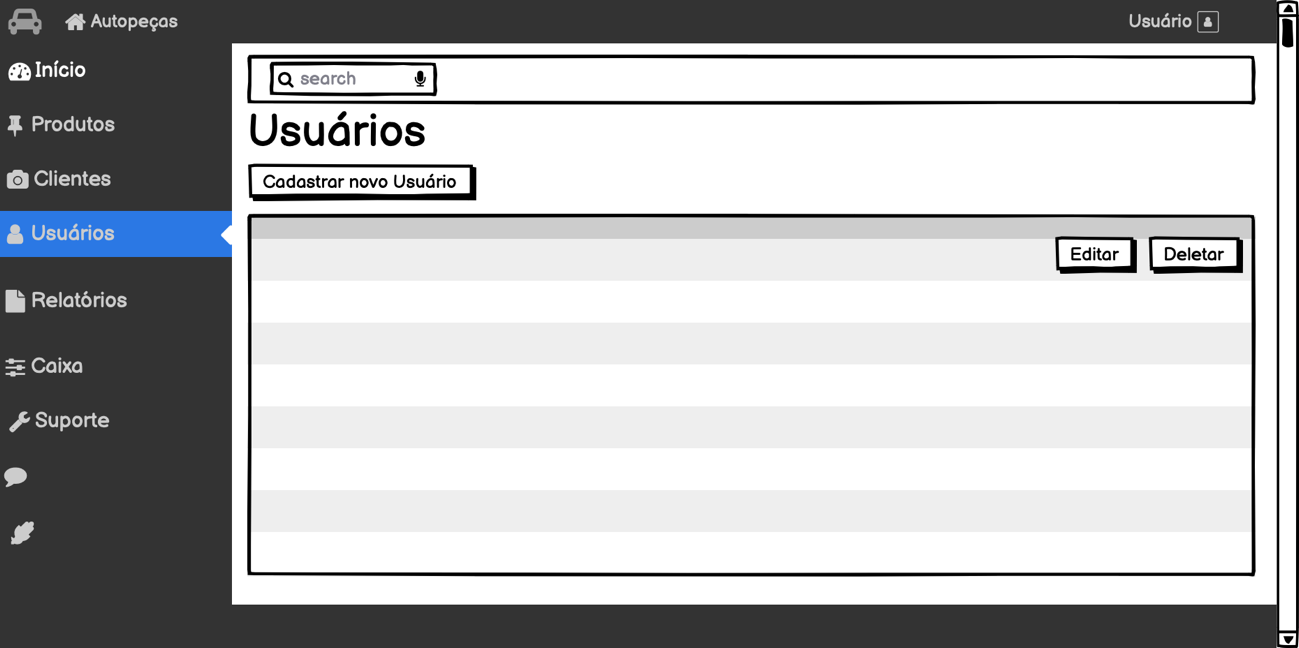 Autopeças
Usuário
Início
Produtos
Clientes
Usuários
Relatórios
Caixa
Suporte
search
Usuários
Cadastrar novo Usuário
Editar
Deletar